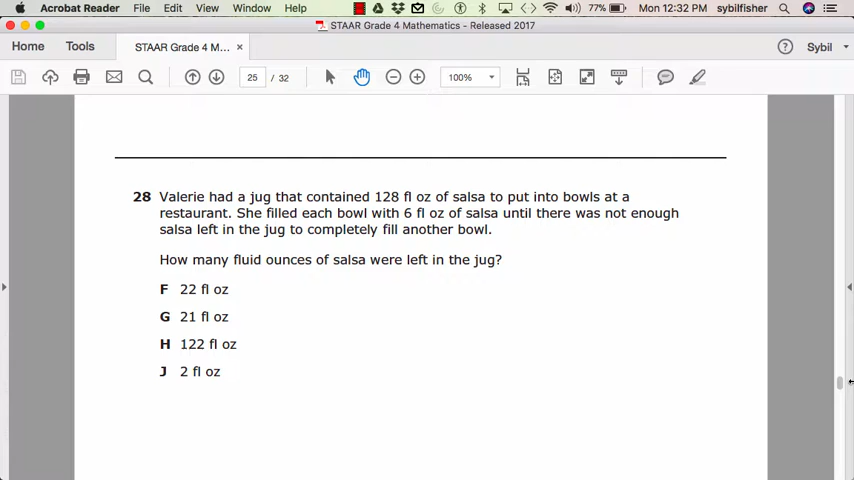 Acrobat Reader File Edit View Window Help 77% Mon 12:32 PM sybilfisher
STAAR Grade 4 Mathematics - Released 2017
Home Tools STAAR Grade 4 M... × Sybil
25 / 32 100%
28 Valerie had a jug that contained 128 fl oz of salsa to put into bowls at a
restaurant. She filled each bowl with 6 fl oz of salsa until there was not enough
salsa left in the jug to completely fill another bowl.
How many fluid ounces of salsa were left in the jug?
F 22 fl oz
G 21 fl oz
H 122 fl oz
J 2 fl oz